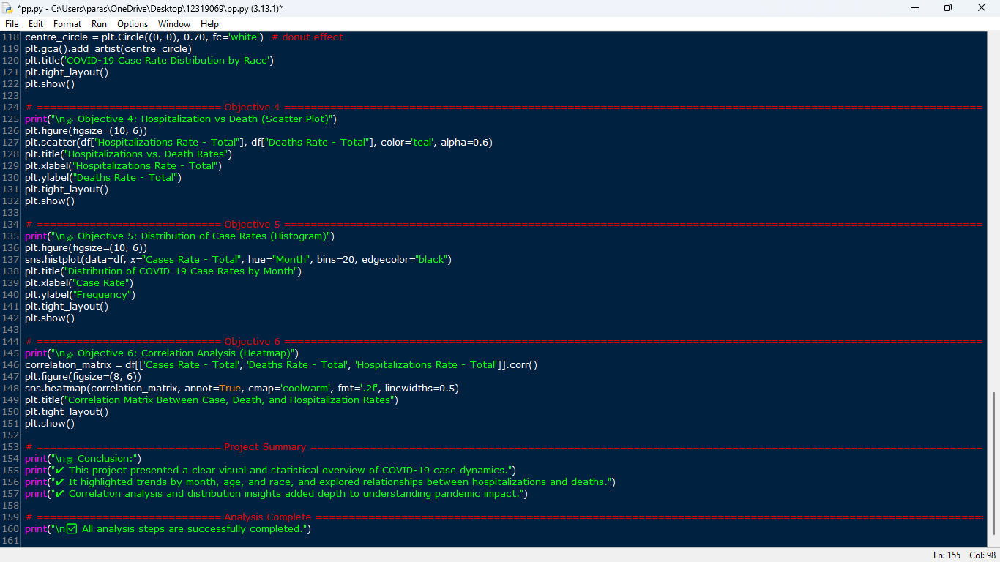 *pp.py - C:\Users\paras\OneDrive\Desktop\12319069\pp.py (3.13.1)*
File Edit Format Run Options Window Help
118 centre_circle = plt.Circle((0, 0), 0.70, fc='white')  # donut effect
119 plt.gca().add_artist(centre_circle)
120 plt.title('COVID-19 Case Rate Distribution by Race')
121 plt.tight_layout()
122 plt.show()
123
124 # ============================ Objective 4 ============================
125 print("\n📌 Objective 4: Hospitalization vs Death (Scatter Plot)")
126 plt.figure(figsize=(10, 6))
127 plt.scatter(df["Hospitalizations Rate - Total"], df["Deaths Rate - Total"], color='teal', alpha=0.6)
128 plt.title("Hospitalizations vs. Death Rates")
129 plt.xlabel("Hospitalizations Rate - Total")
130 plt.ylabel("Deaths Rate - Total")
131 plt.tight_layout()
132 plt.show()
133
134 # ============================ Objective 5 ============================
135 print("\n📌 Objective 5: Distribution of Case Rates (Histogram)")
136 plt.figure(figsize=(10, 6))
137 sns.histplot(data=df, x="Cases Rate - Total", hue="Month", bins=20, edgecolor="black")
138 plt.title("Distribution of COVID-19 Case Rates by Month")
139 plt.xlabel("Case Rate")
140 plt.ylabel("Frequency")
141 plt.tight_layout()
142 plt.show()
143
144 # ============================ Objective 6 ============================
145 print("\n📌 Objective 6: Correlation Analysis (Heatmap)")
146 correlation_matrix = df[['Cases Rate - Total', 'Deaths Rate - Total', 'Hospitalizations Rate - Total']].corr()
147 plt.figure(figsize=(8, 6))
148 sns.heatmap(correlation_matrix, annot=True, cmap='coolwarm', fmt='.2f', linewidths=0.5)
149 plt.title("Correlation Matrix Between Case, Death, and Hospitalization Rates")
150 plt.tight_layout()
151 plt.show()
152
153 # ============================ Project Summary ============================
154 print("\n📋 Conclusion:")
155 print("✔ This project presented a clear visual and statistical overview of COVID-19 case dynamics.")
156 print("✔ It highlighted trends by month, age, and race, and explored relationships between hospitalizations and deaths.")
157 print("✔ Correlation analysis and distribution insights added depth to understanding pandemic impact.")
158
159 # ============================ Analysis Complete ============================
160 print("\n✅ All analysis steps are successfully completed.")
161
Ln: 155 Col: 98